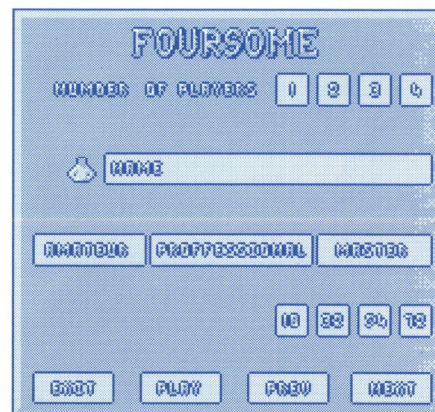 FOURSOME
NUMBER OF PLAYERS 1 2 3 4
NAME
AMATEUR PROFFESSIONAL MASTER
18 36 54 72
EXIT PLAY PREV NEXT